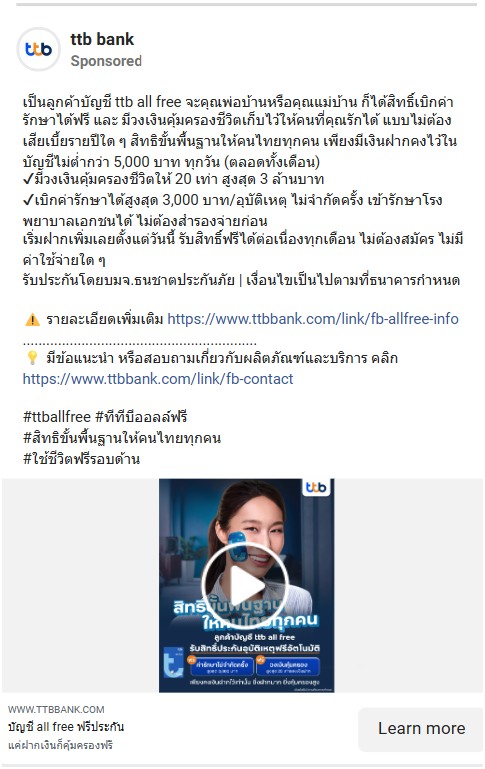 ttb bank
ttb
Sponsored
เป็นลูกค้าบัญชี ttb all free จะคุณพ่อบ้านหรือคุณแม่บ้าน ก็ได้สิทธิ์เบิกค่า
รักษาได้ฟรี และ มีวงเงินคุ้มครองชีวิตเก็บไว้ให้คนที่คุณรักได้ แบบไม่ต้อง
เสียเบี้ยรายปีใด ๆ สิทธิขั้นพื้นฐานให้คนไทยทุกคน เพียงมีเงินฝากคงไว้ใน
บัญชีไม่ต่ำกว่า 5,000 บาท ทุกวัน (ตลอดทั้งเดือน)
✓มีวงเงินคุ้มครองชีวิตให้ 20 เท่า สูงสุด 3 ล้านบาท
✓เบิกค่ารักษาได้สูงสุด 3,000 บาท/อุบัติเหตุ ไม่จำกัดครั้ง เข้ารักษาโรง
พยาบาลเอกชนได้ ไม่ต้องสำรองจ่ายก่อน
เริ่มฝากเพิ่มเลยตั้งแต่วันนี้ รับสิทธิ์ฟรีได้ต่อเนื่องทุกเดือน ไม่ต้องสมัคร ไม่มี
ค่าใช้จ่ายใด ๆ
รับประกันโดยบมจ.ธนชาตประกันภัย | เงื่อนไขเป็นไปตามที่ธนาคารกำหนด
⚠️ รายละเอียดเพิ่มเติม https://www.ttbbank.com/link/fb-allfree-info
............................................................
💡 มีข้อแนะนำ หรือสอบถามเกี่ยวกับผลิตภัณฑ์และบริการ คลิก
https://www.ttbbank.com/link/fb-contact
#ttballfree #ทีทีบีออลล์ฟรี
#สิทธิขั้นพื้นฐานให้คนไทยทุกคน
#ใช้ชีวิตฟรีรอบด้าน
ttb
สิทธิขั้นพื้นฐาน
ให้คนไทยทุกคน
ลูกค้าบัญชี ttb all free
รับสิทธิ์ประกันอุบัติเหตุฟรีอัตโนมัติ
ค่ารักษาไม่จำกัดครั้ง
วงเงินคุ้มครอง
WWW.TTBBANK.COM
บัญชี all free ฟรีประกัน
แค่ฝากเงินก็คุ้มครองฟรี
Learn more